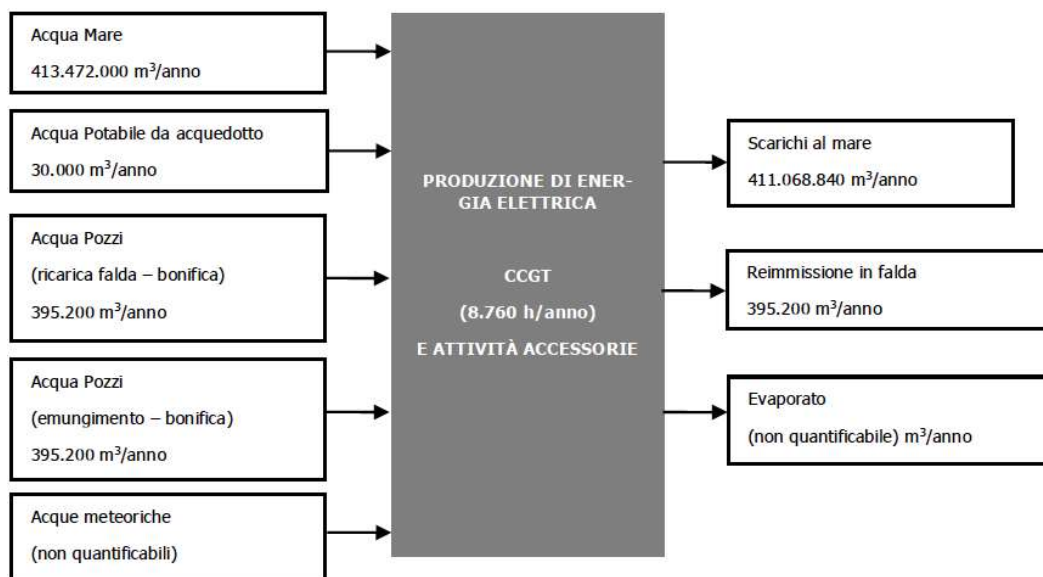 Acqua Mare
413.472.000 m³/anno
Acqua Potabile da acquedotto
30.000 m³/anno
Acqua Pozzi
(ricarica falda – bonifica)
395.200 m³/anno
Acqua Pozzi
(emungimento – bonifica)
395.200 m³/anno
Acque meteoriche
(non quantificabili)
PRODUZIONE DI ENER-
GIA ELETTRICA
CCGT
(8.760 h/anno)
E ATTIVITÀ ACCESSORIE
Scarichi al mare
411.068.840 m³/anno
Reimmissione in falda
395.200 m³/anno
Evaporato
(non quantificabile) m³/anno